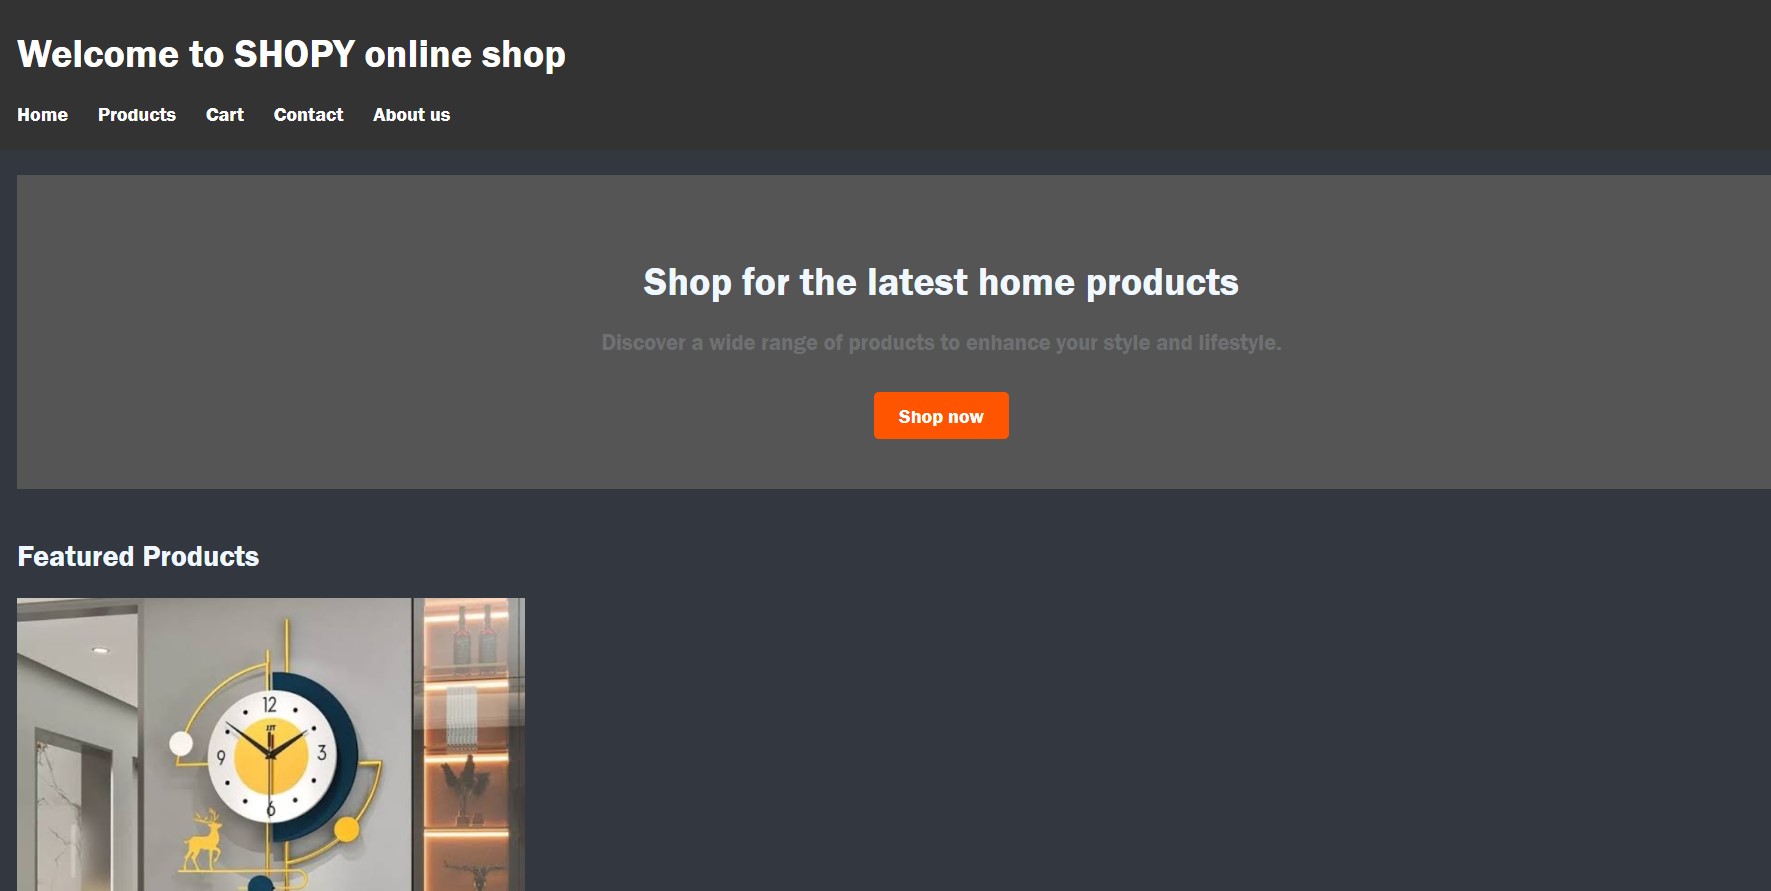 Welcome to SHOPY online shop
Home Products Cart Contact About us
Shop for the latest home products
Discover a wide range of products to enhance your style and lifestyle.
Shop now
Featured Products
12
9
3
6